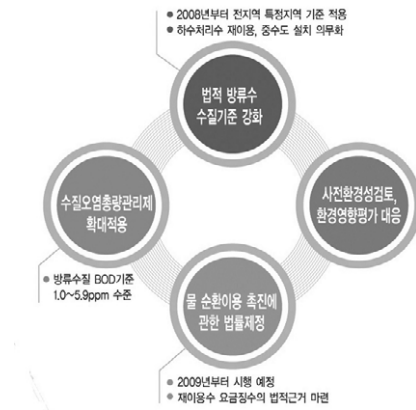 • 2008년부터 전지역 특정지역 기준 적용
• 하수처리수 재이용, 중수도 설치 의무화
법적 방류수
수질기준 강화
수질오염총량관리제
확대적용
사전환경성검토,
환경영향평가 대응
• 방류수질 BOD기준
1.0~5.9ppm 수준
물 순환이용 촉진에
관한 법률제정
• 2009년부터 시행 예정
• 재이용수 요금징수의 법적근거 마련